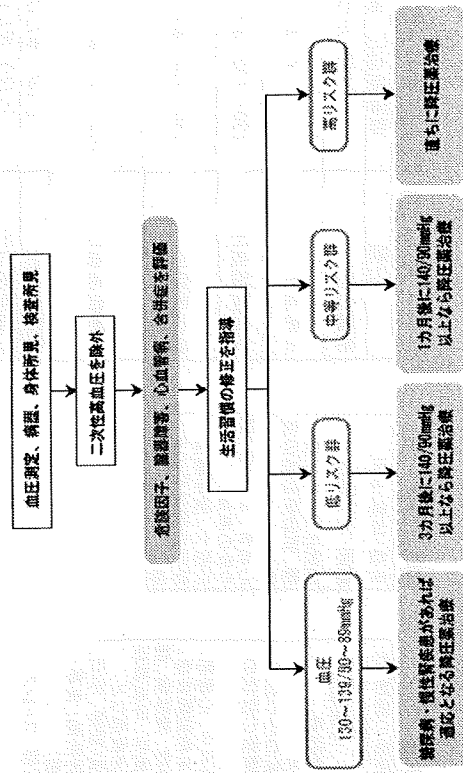 血圧測定、病歴、身体所見、検査所見
二次性高血圧を除外
危険因子、臓器障害、心血管病、合併症を評価
生活習慣の修正を指導
血圧
130～139/80～89mmHg
低リスク群
中等リスク群
高リスク群
糖尿病・慢性腎疾患があれば
適応となる降圧薬治療
3カ月後に140/90mmHg
以上なら降圧薬治療
1カ月後に140/90mmHg
以上なら降圧薬治療
直ちに降圧薬治療